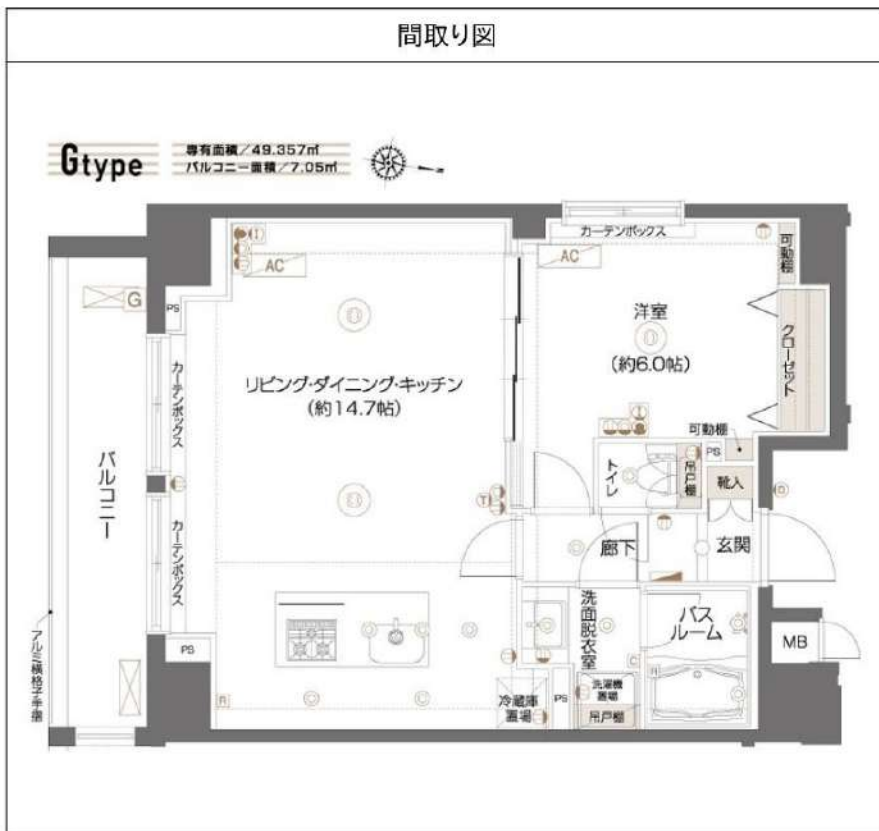 間取り図
Gtype
専有面積／49.357㎡
バルコニー面積／7.05㎡
カーテンボックス
可動棚
AC
AC
G
PS
洋室
(約6.0帖)
クローゼット
リビング・ダイニング・キッチン
(約14.7帖)
カーテンボックス
可動棚
PS
トイレ
吊戸棚
靴入
バルコニー
T
カーテンボックス
廊下
玄関
洗面脱衣室
バス
ルーム
MB
PS
アルミ横格子手摺
R
冷蔵庫
置場
PS
洗濯機
置場
吊戸棚
C
R